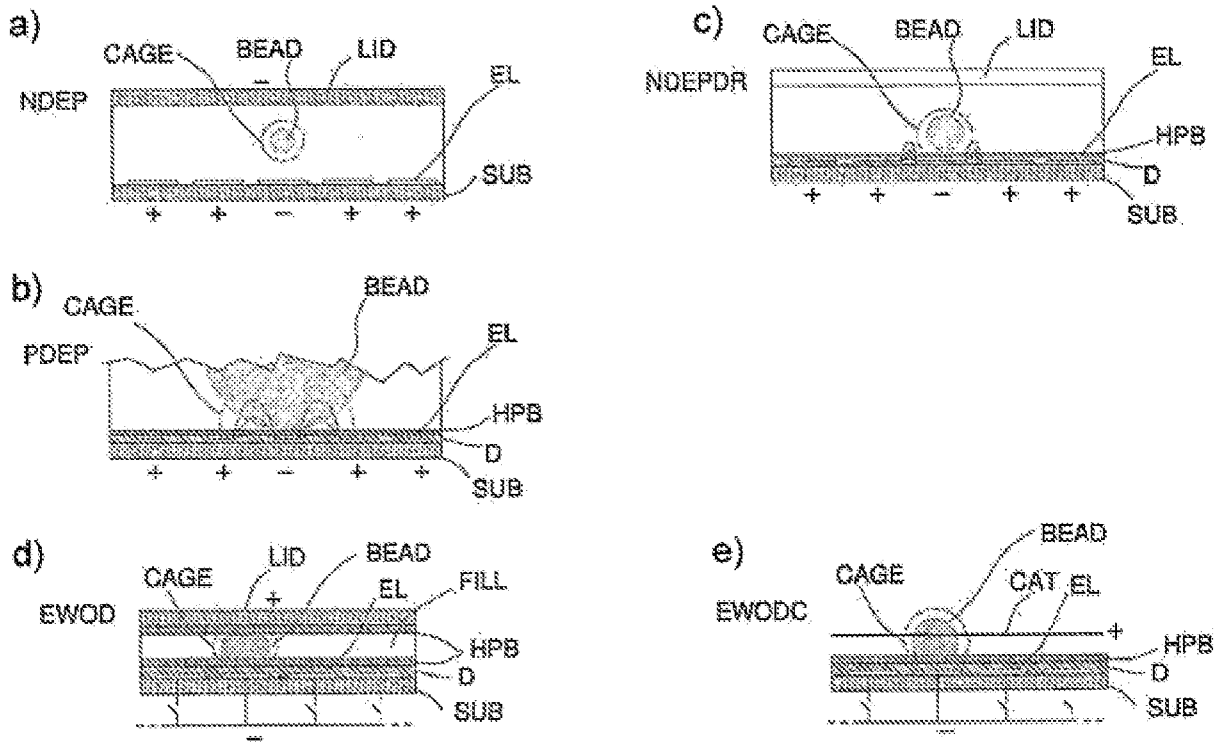 a)
CAGE BEAD LID
EL
NDEP
−
SUB
+ + − + +
c)
CAGE BEAD LID
EL
NDEPDR
HPB
D
SUB
+ + − + +
b)
CAGE BEAD
EL
PDEP
HPB
D
SUB
+ + − + +
d)
CAGE LID BEAD
EL FILL
EWOD
+
HPB
D
SUB
−
e)
BEAD
CAGE CAT EL
EWODC
+
HPB
D
SUB
−